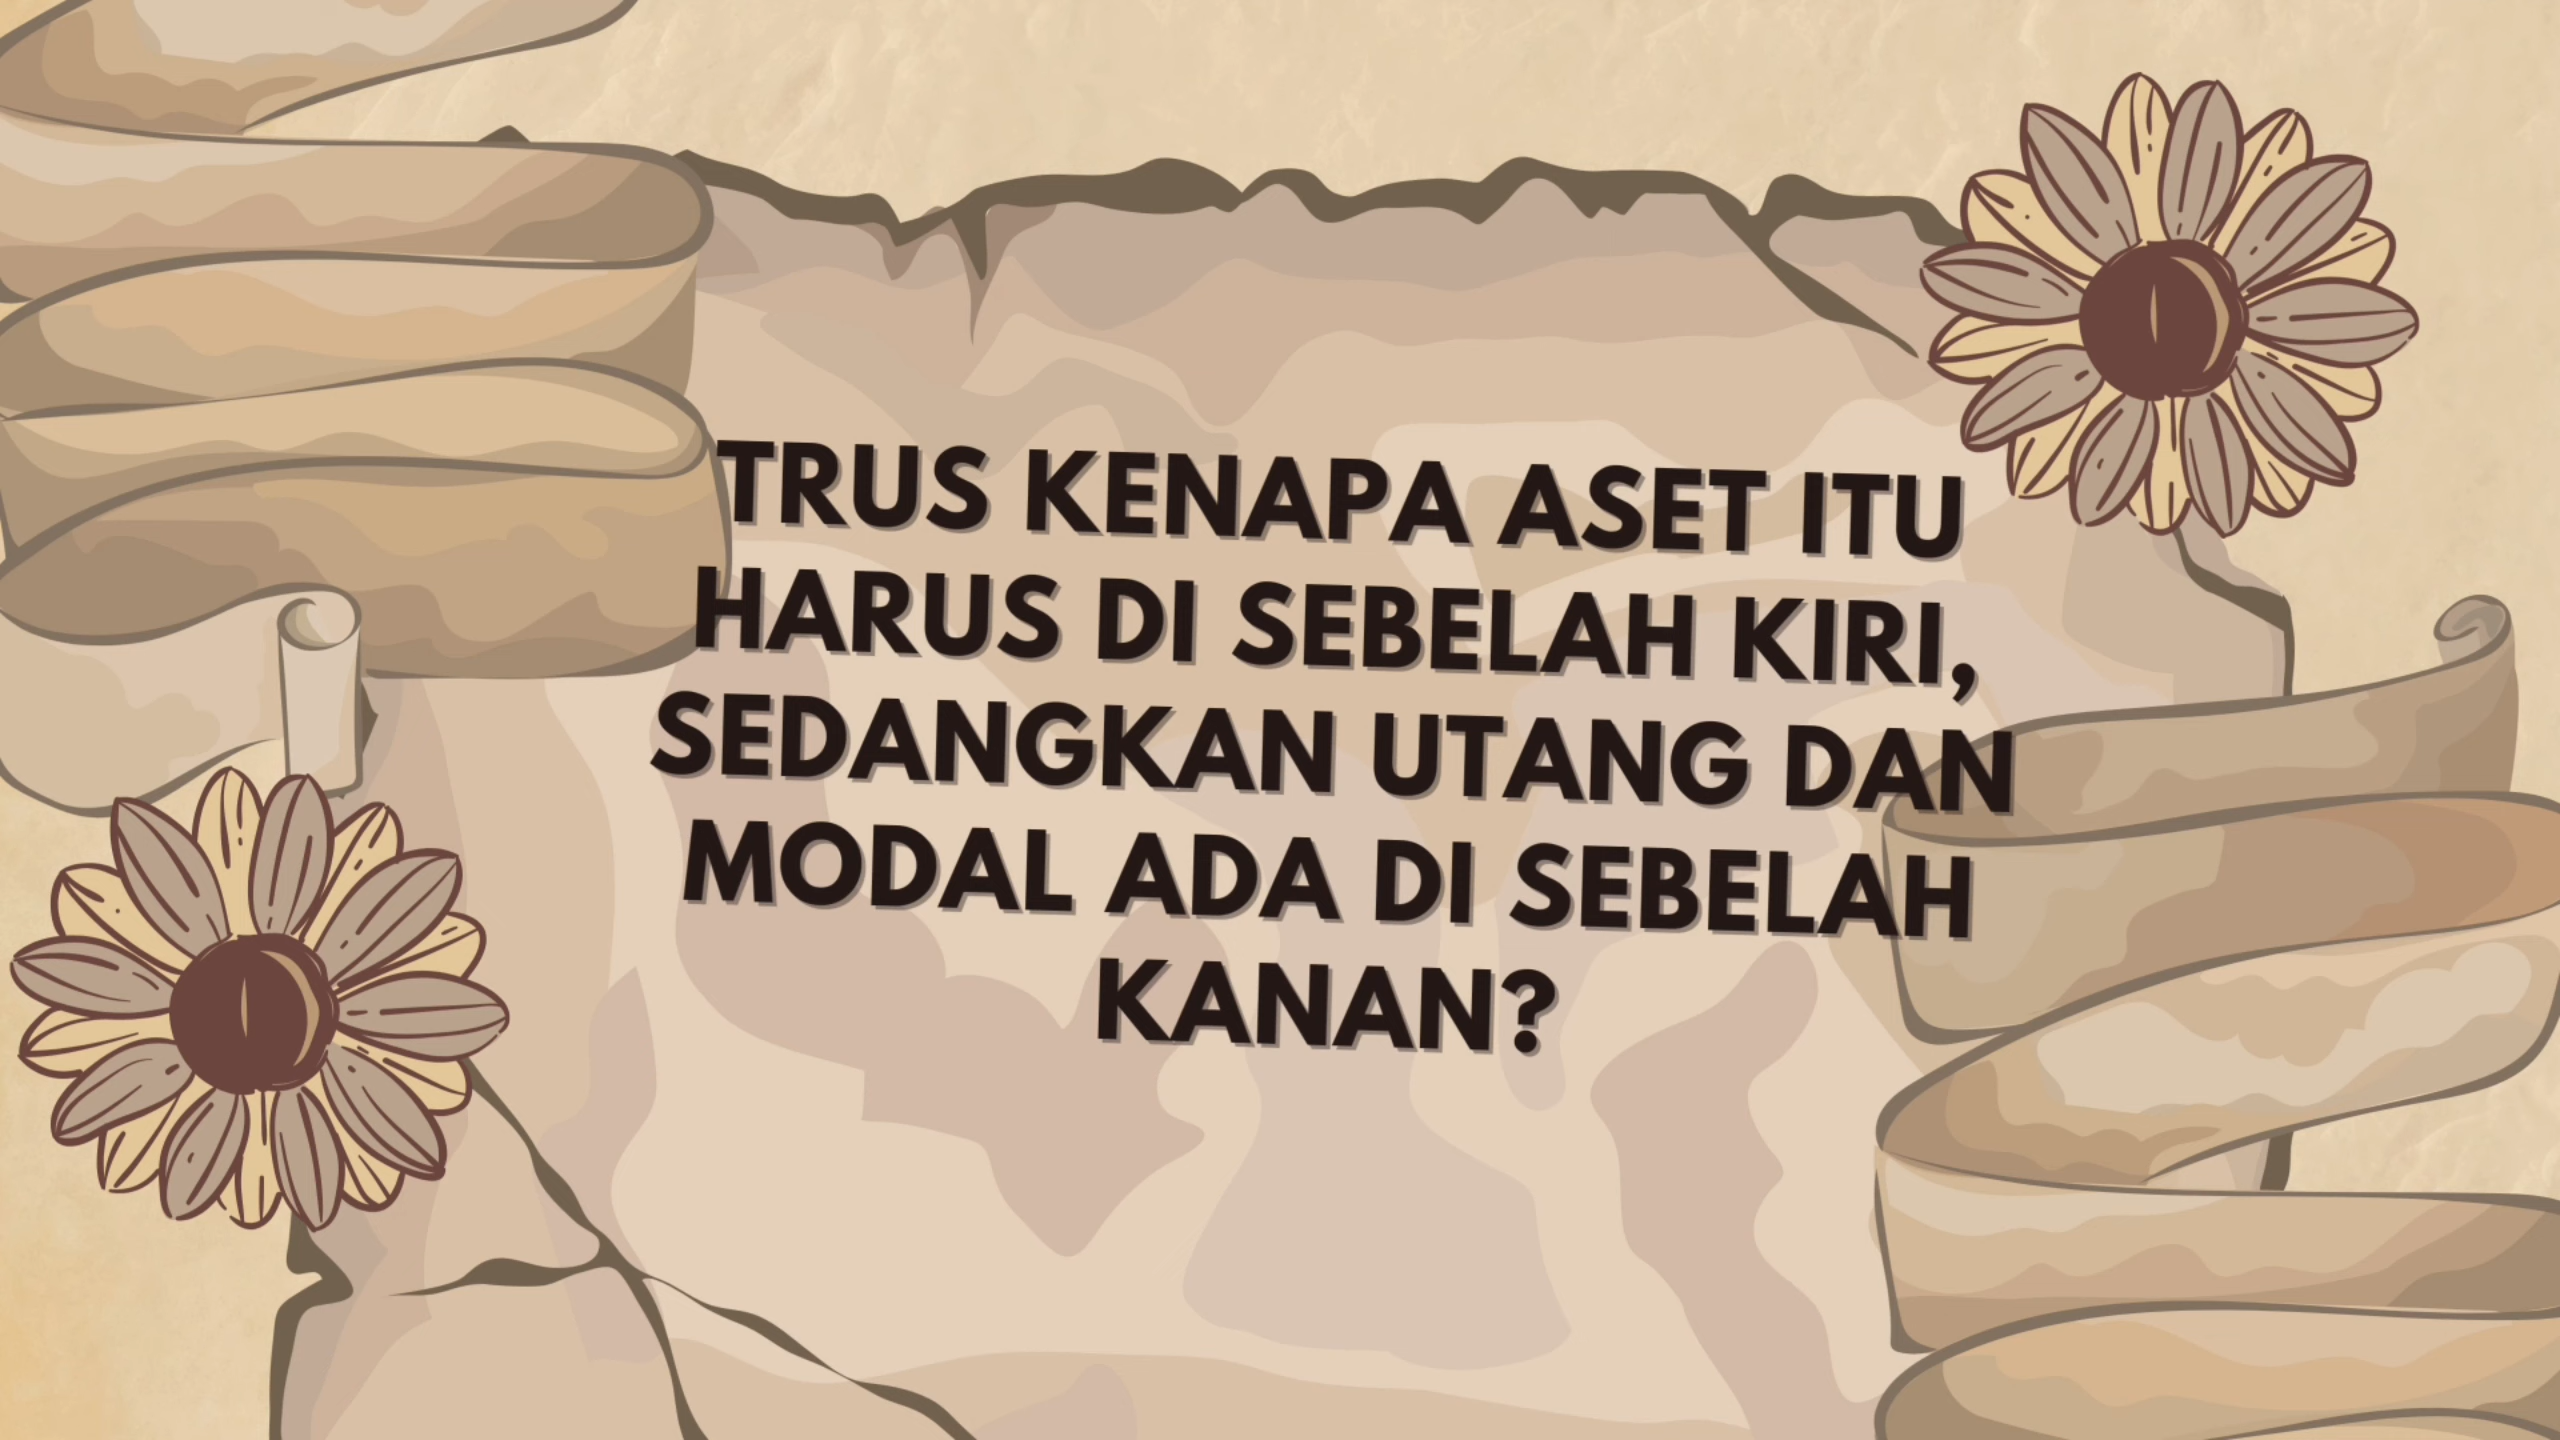 TRUS KENAPA ASET ITU
HARUS DI SEBELAH KIRI,
SEDANGKAN UTANG DAN
MODAL ADA DI SEBELAH
KANAN?